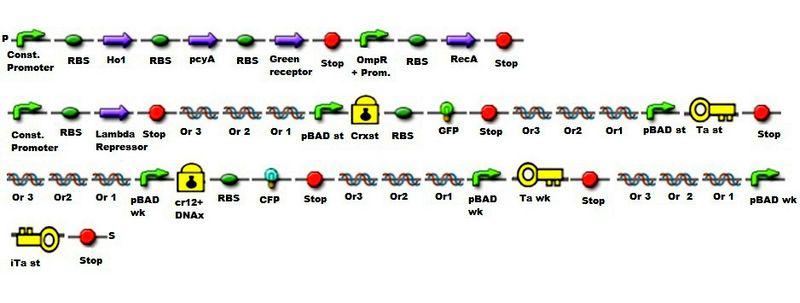 P
Const. Promoter RBS Ho1 RBS pcyA RBS Green receptor Stop OmpR + Prom. RBS RecA Stop
Const. Promoter RBS Lambda Repressor Stop Or 3 Or 2 Or 1 pBAD st Crxst RBS GFP Stop Or3 Or2 Or1 pBAD st Ta st Stop
Or 3 Or2 Or 1 pBAD wk cr12+ DNAx RBS CFP Stop Or3 Or2 Or1 pBAD wk Ta wk Stop Or 3 Or 2 Or 1 pBAD wk
S
iTa st Stop